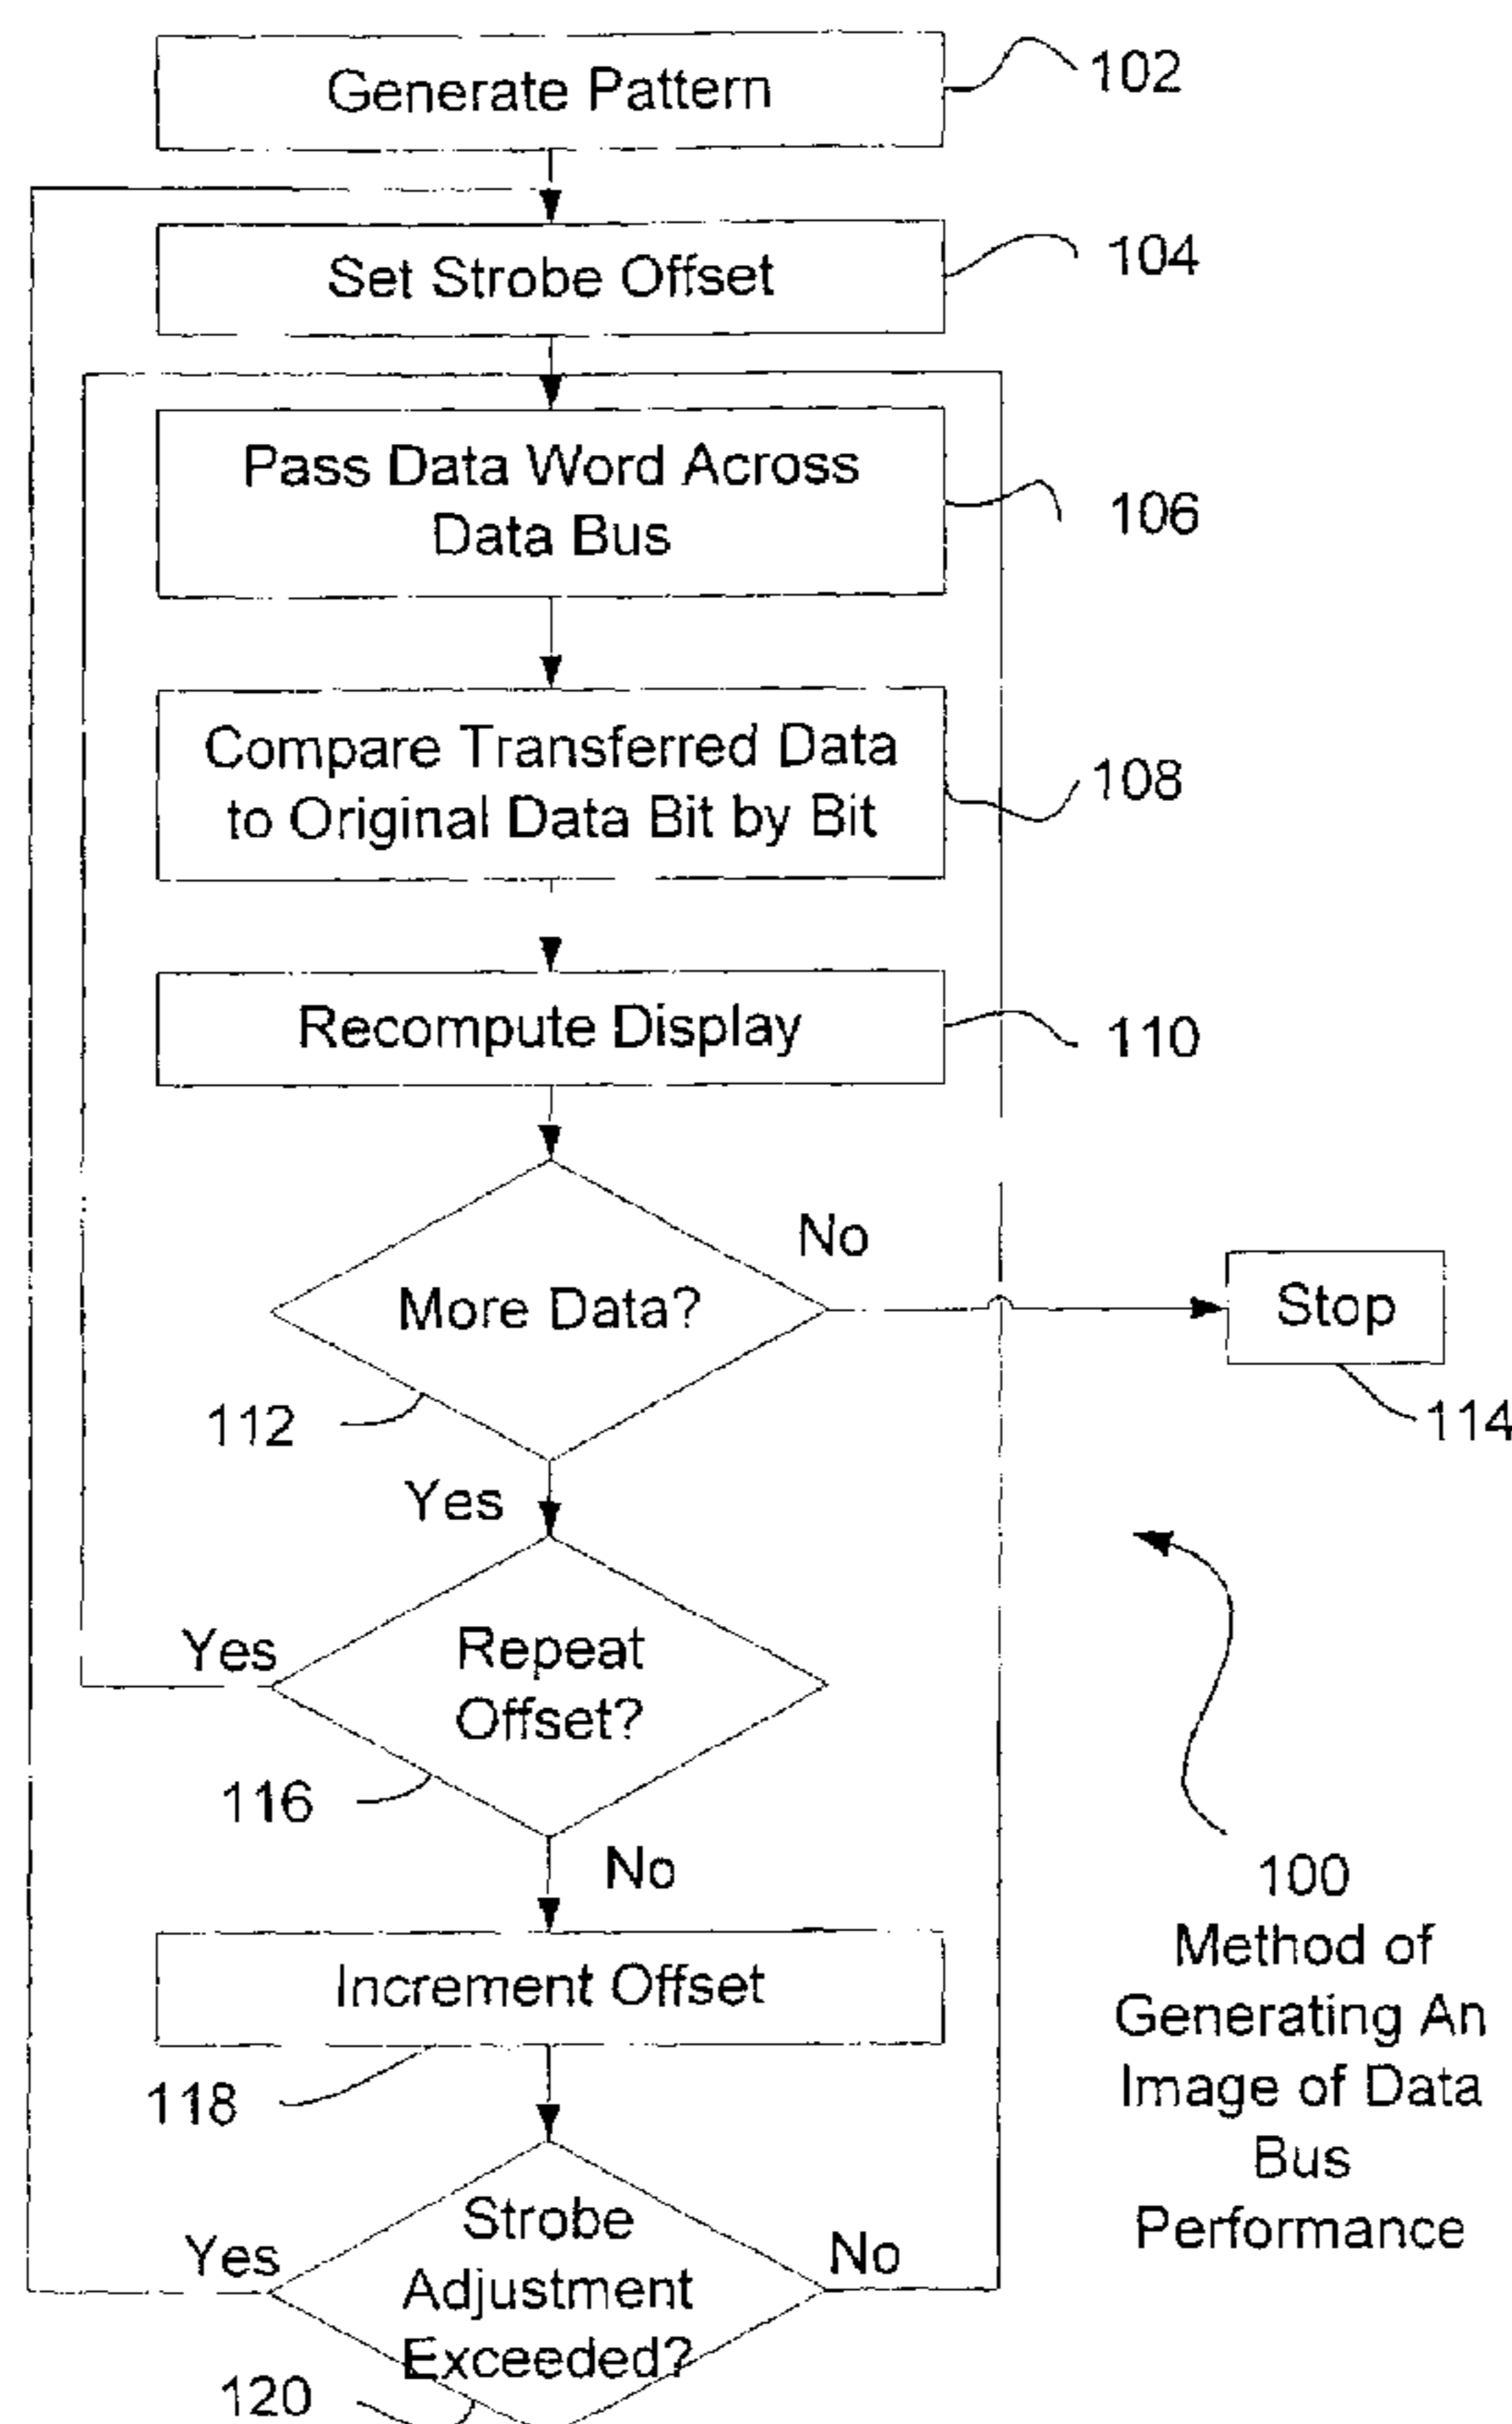 Generate Pattern
102
Set Strobe Offset
104
Pass Data Word Across
Data Bus
106
Compare Transferred Data
to Original Data Bit by Bit
108
Recompute Display
110
More Data?
No
Stop
112
114
Yes
Repeat
Offset?
Yes
116
No
100
Method of
Generating An
Image of Data
Bus
Performance
Increment Offset
118
Strobe
Adjustment
Exceeded?
Yes
No
120